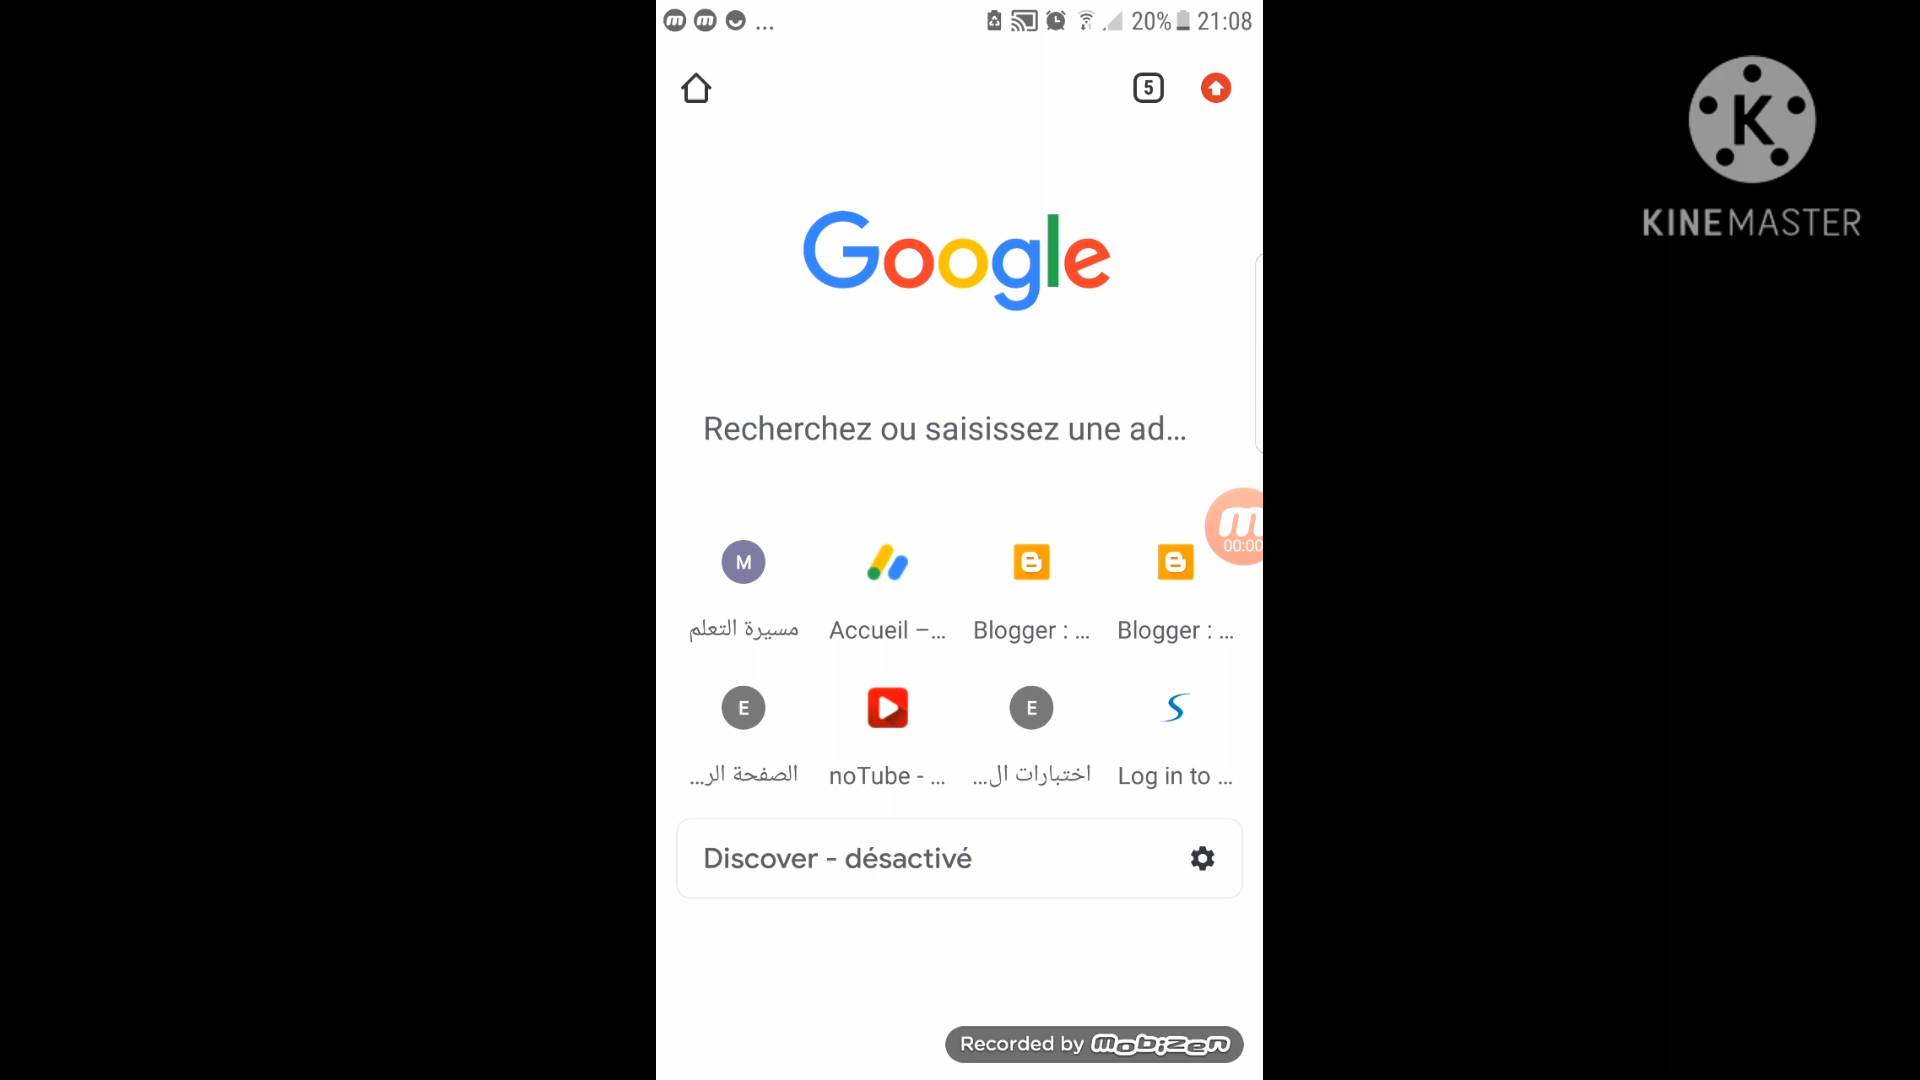 ... 20% 21:08
5
K
KINEMASTER
Google
Recherchez ou saisissez une ad...
m
00:00
M
مسيرة التعلم
Accueil –...
Blogger : ...
Blogger : ...
E
E
S
الصفحة الر...
noTube - ...
اختبارات ال...
Log in to ...
Discover - désactivé
Recorded by mobizen